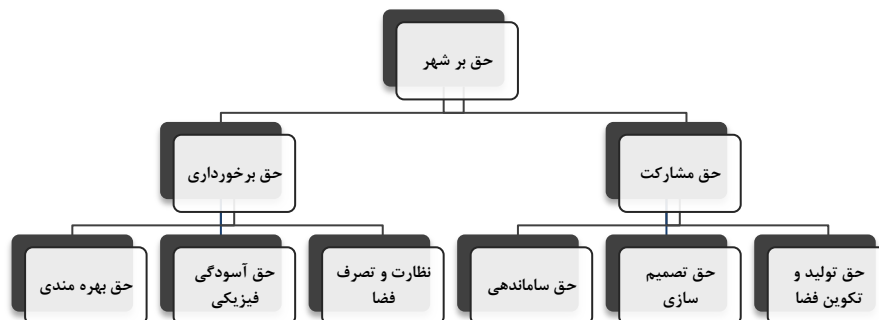 حق بر شهر
حق مشارکت
حق برخورداری
حق تولید و
تکوین فضا
حق تصمیم
سازی
حق ساماندهی
نظارت و تصرف
فضا
حق آسودگی
فیزیکی
حق بهره مندی